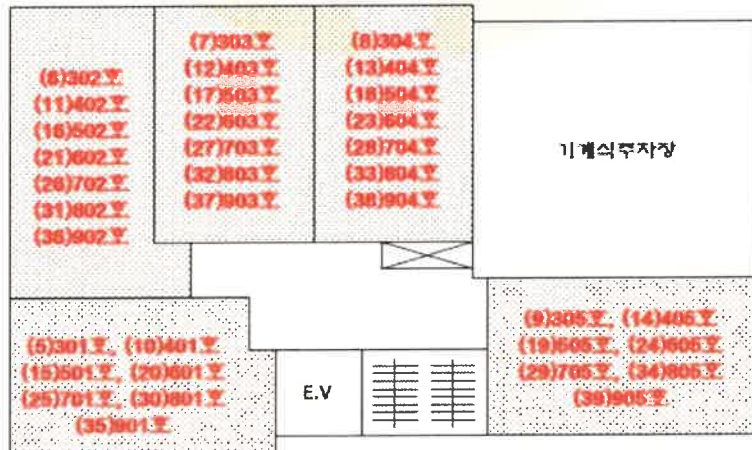 (6)302호
(11)402호
(16)502호
(21)602호
(26)702호
(31)802호
(36)902호
(7)303호
(12)403호
(17)503호
(22)603호
(27)703호
(32)803호
(37)903호
(8)304호
(13)404호
(18)504호
(23)604호
(28)704호
(33)804호
(38)904호
기계식주차장
(5)301호, (10)401호
(15)501호, (20)601호
(25)701호, (30)801호
(35)901호
E.V
(9)305호, (14)405호
(19)505호, (24)605호
(29)705호, (34)805호
(39)905호